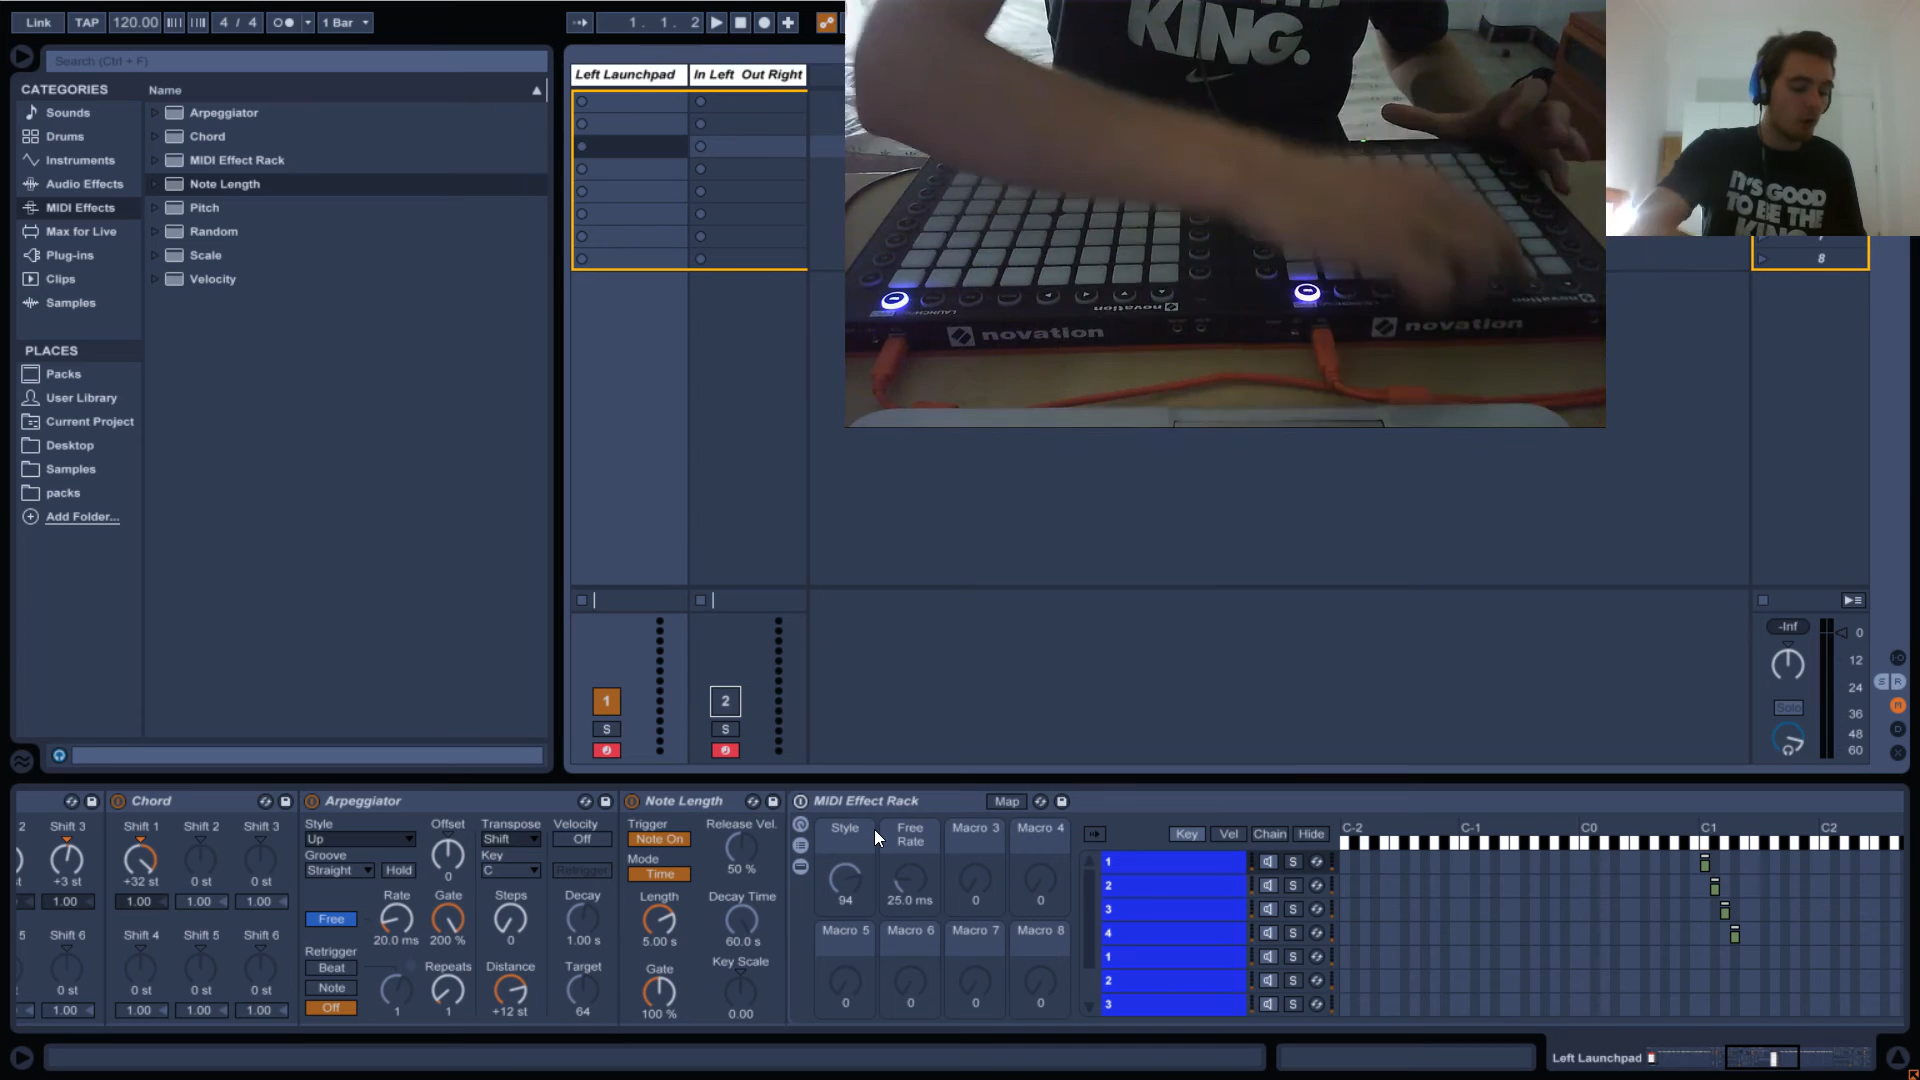 Link TAP 120.00 4 / 4 1 Bar 1. 1. 2
KING.
Search (Ctrl + F)
CATEGORIES
Sounds
Drums
Instruments
Audio Effects
MIDI Effects
Max for Live
Plug-ins
Clips
Samples
PLACES
Packs
User Library
Current Project
Desktop
Samples
packs
Add Folder...
Name
Arpeggiator
Chord
MIDI Effect Rack
Note Length
Pitch
Random
Scale
Velocity
Left Launchpad In Left Out Right
novation novation
IT'S GOOD
TO BE THE
KING
8
1 2
S S
-Inf
0
12
24
36
48
60
Solo
S R
M
D
X
2 Shift 3
+3 st
1.00
5 Shift 6
0 st
1.00
Chord
Shift 1 Shift 2 Shift 3
+32 st 0 st 0 st
1.00 1.00 1.00
Shift 4 Shift 5 Shift 6
0 st 0 st 0 st
1.00 1.00 1.00
Arpeggiator
Style Offset Transpose Velocity
Up Shift Off
Groove Key
Straight Hold 0 C Retrigger
Rate Gate Steps Decay
Free
20.0 ms 200 % 0 1.00 s
Retrigger
Beat Repeats Distance Target
Note
Off 1 1 +12 st 64
Note Length
Trigger Release Vel.
Note On
Mode 50 %
Time
Length Decay Time
5.00 s 60.0 s
Gate Key Scale
100 % 0.00
MIDI Effect Rack Map
Style Free Rate Macro 3 Macro 4
94 25.0 ms 0 0
Macro 5 Macro 6 Macro 7 Macro 8
0 0 0 0
Key Vel Chain Hide
C-2 C-1 C0 C1 C2
1 S
2 S
3 S
4 S
1 S
2 S
3 S
Left Launchpad